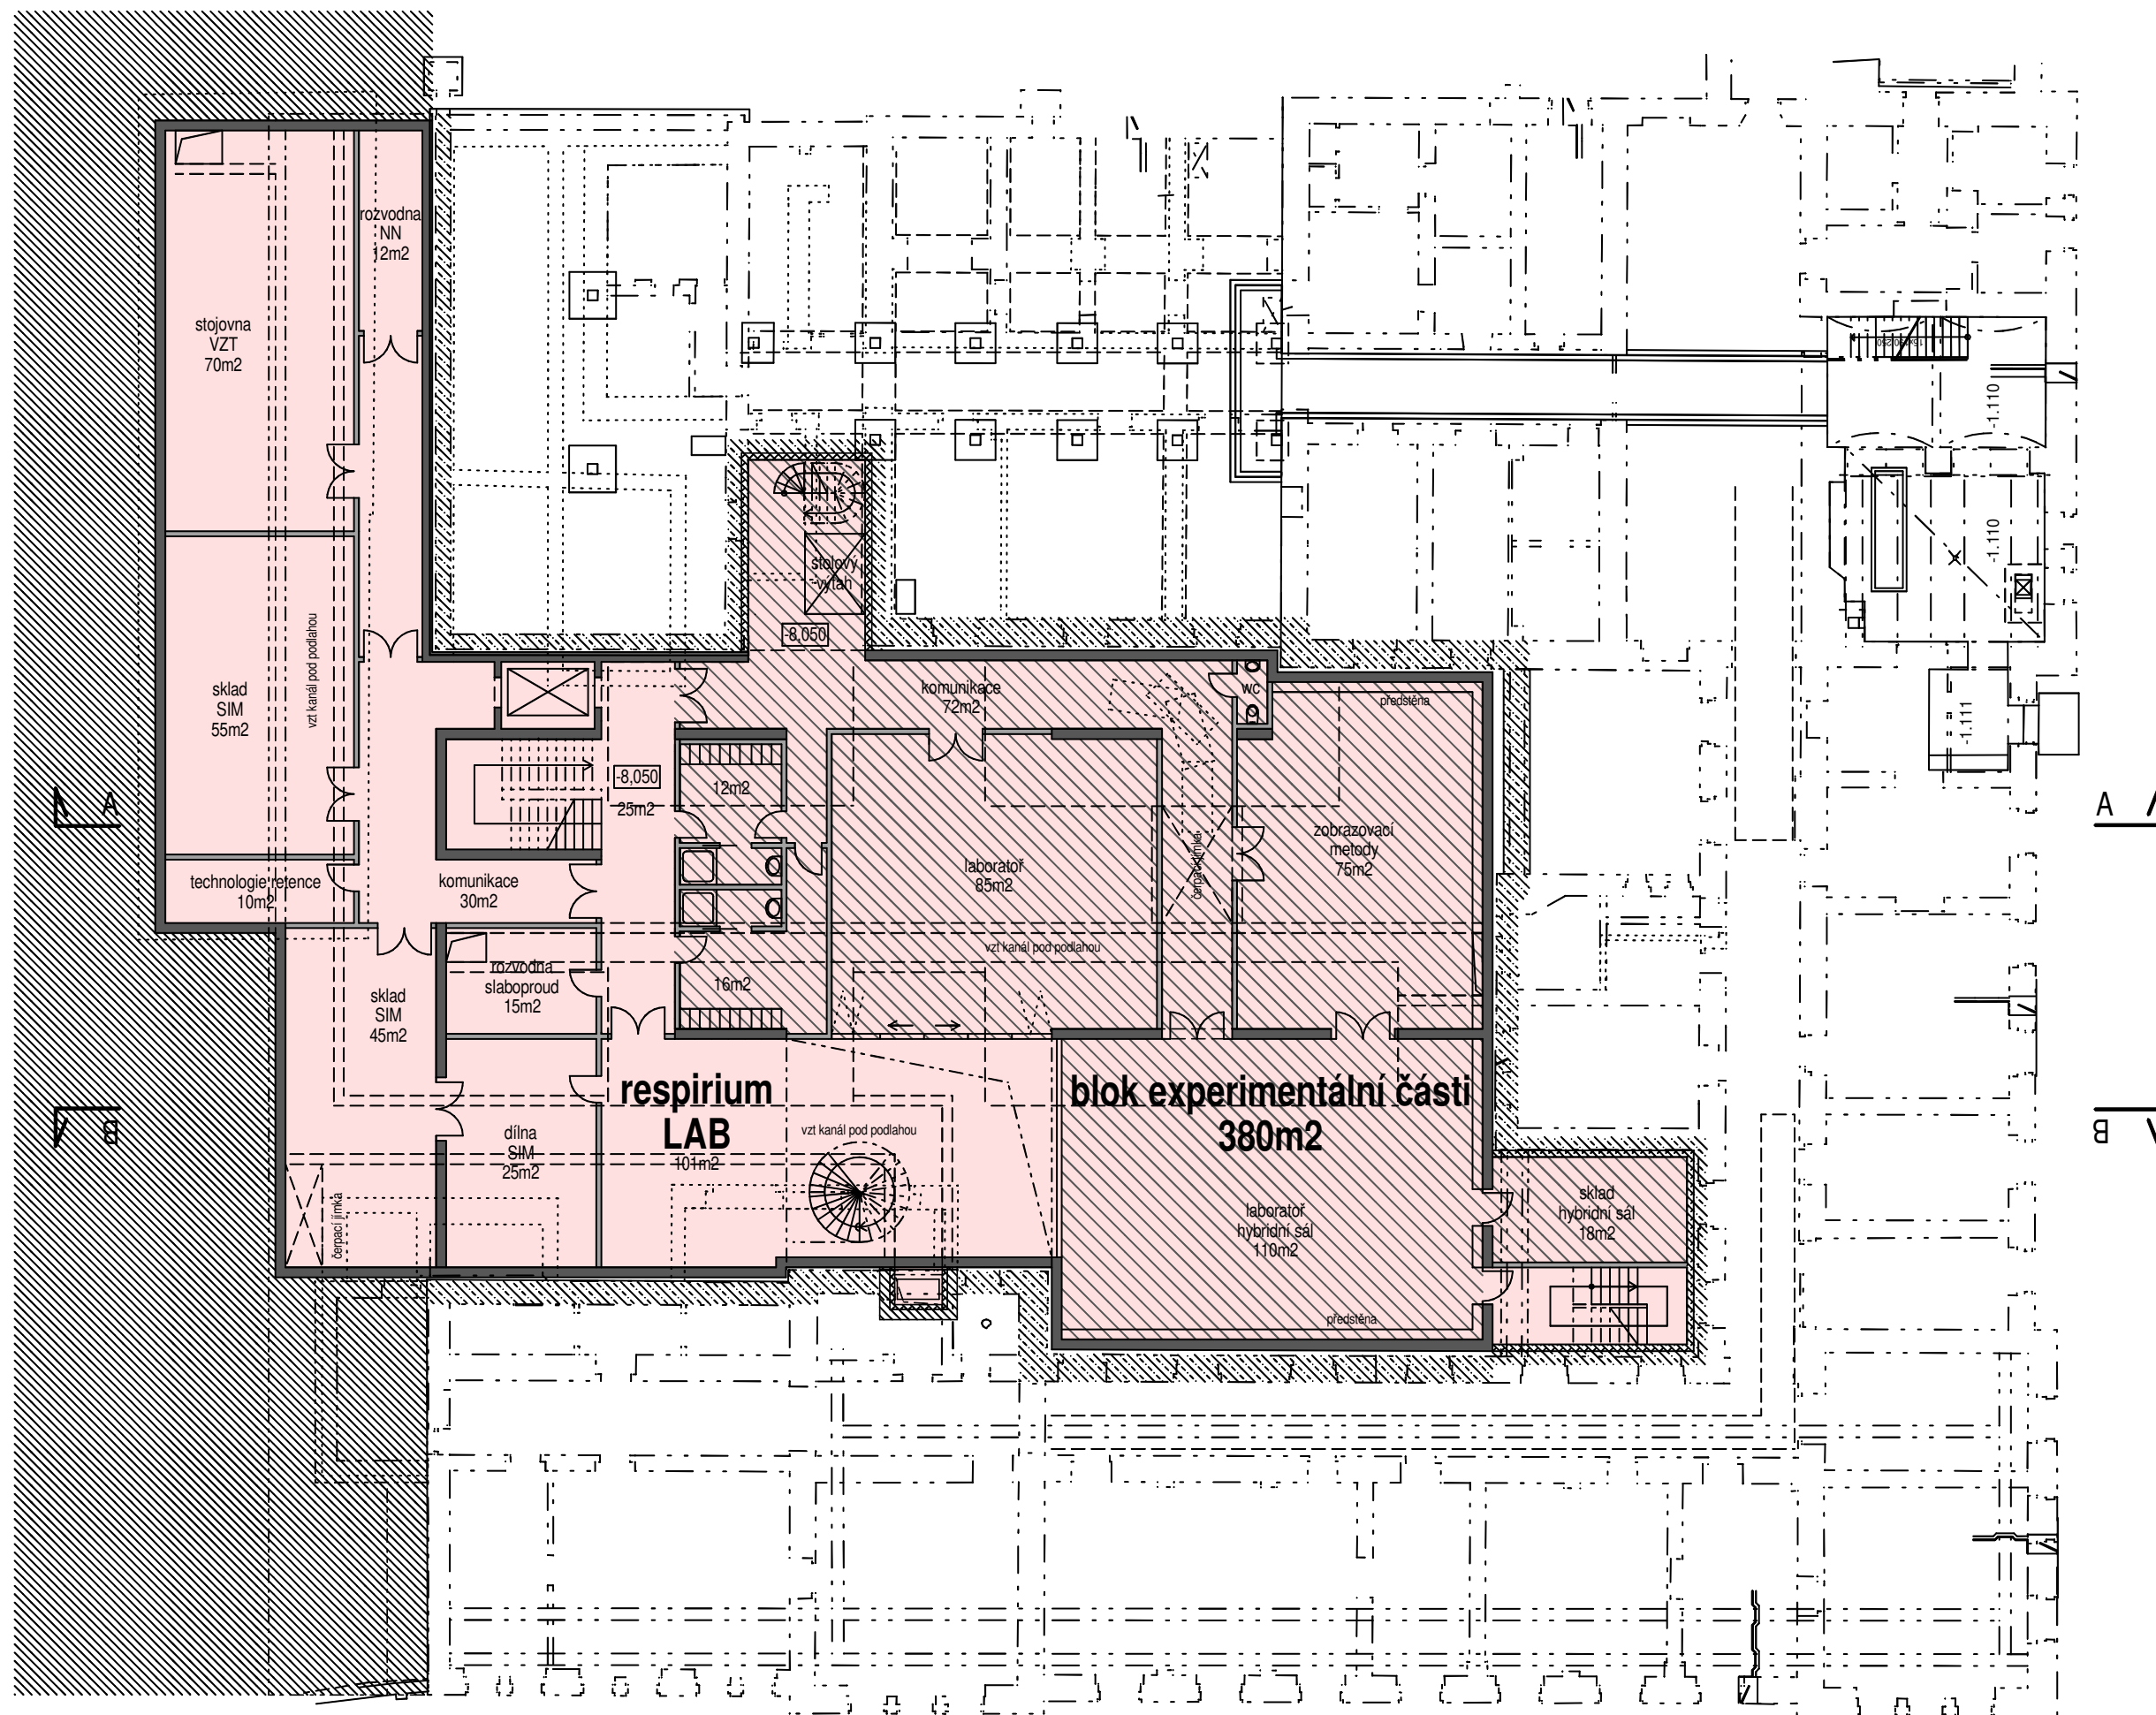 rozvodna
NN
12m2
stojovna
VZT
70m2
15x190/250
-1.110
-1.110
-1.111
stolový
výtah
-8,050
sklad
SIM
55m2
vzt kanál pod podlahou
komunikace
72m2
WC
předstěna
-8,050
25m2
12m2
A
A
laboratoř
85m2
čerpací jímka
zobrazovací
metody
75m2
technologie retence
10m2
komunikace
30m2
vzt kanál pod podlahou
rozvodna
slaboproud
15m2
16m2
sklad
SIM
45m2
respirium
LAB
101m2
blok experimentální části
380m2
B
B
dílna
SIM
25m2
vzt kanál pod podlahou
čerpací jímka
laboratoř
hybridní sál
110m2
sklad
hybridní sál
18m2
předstěna